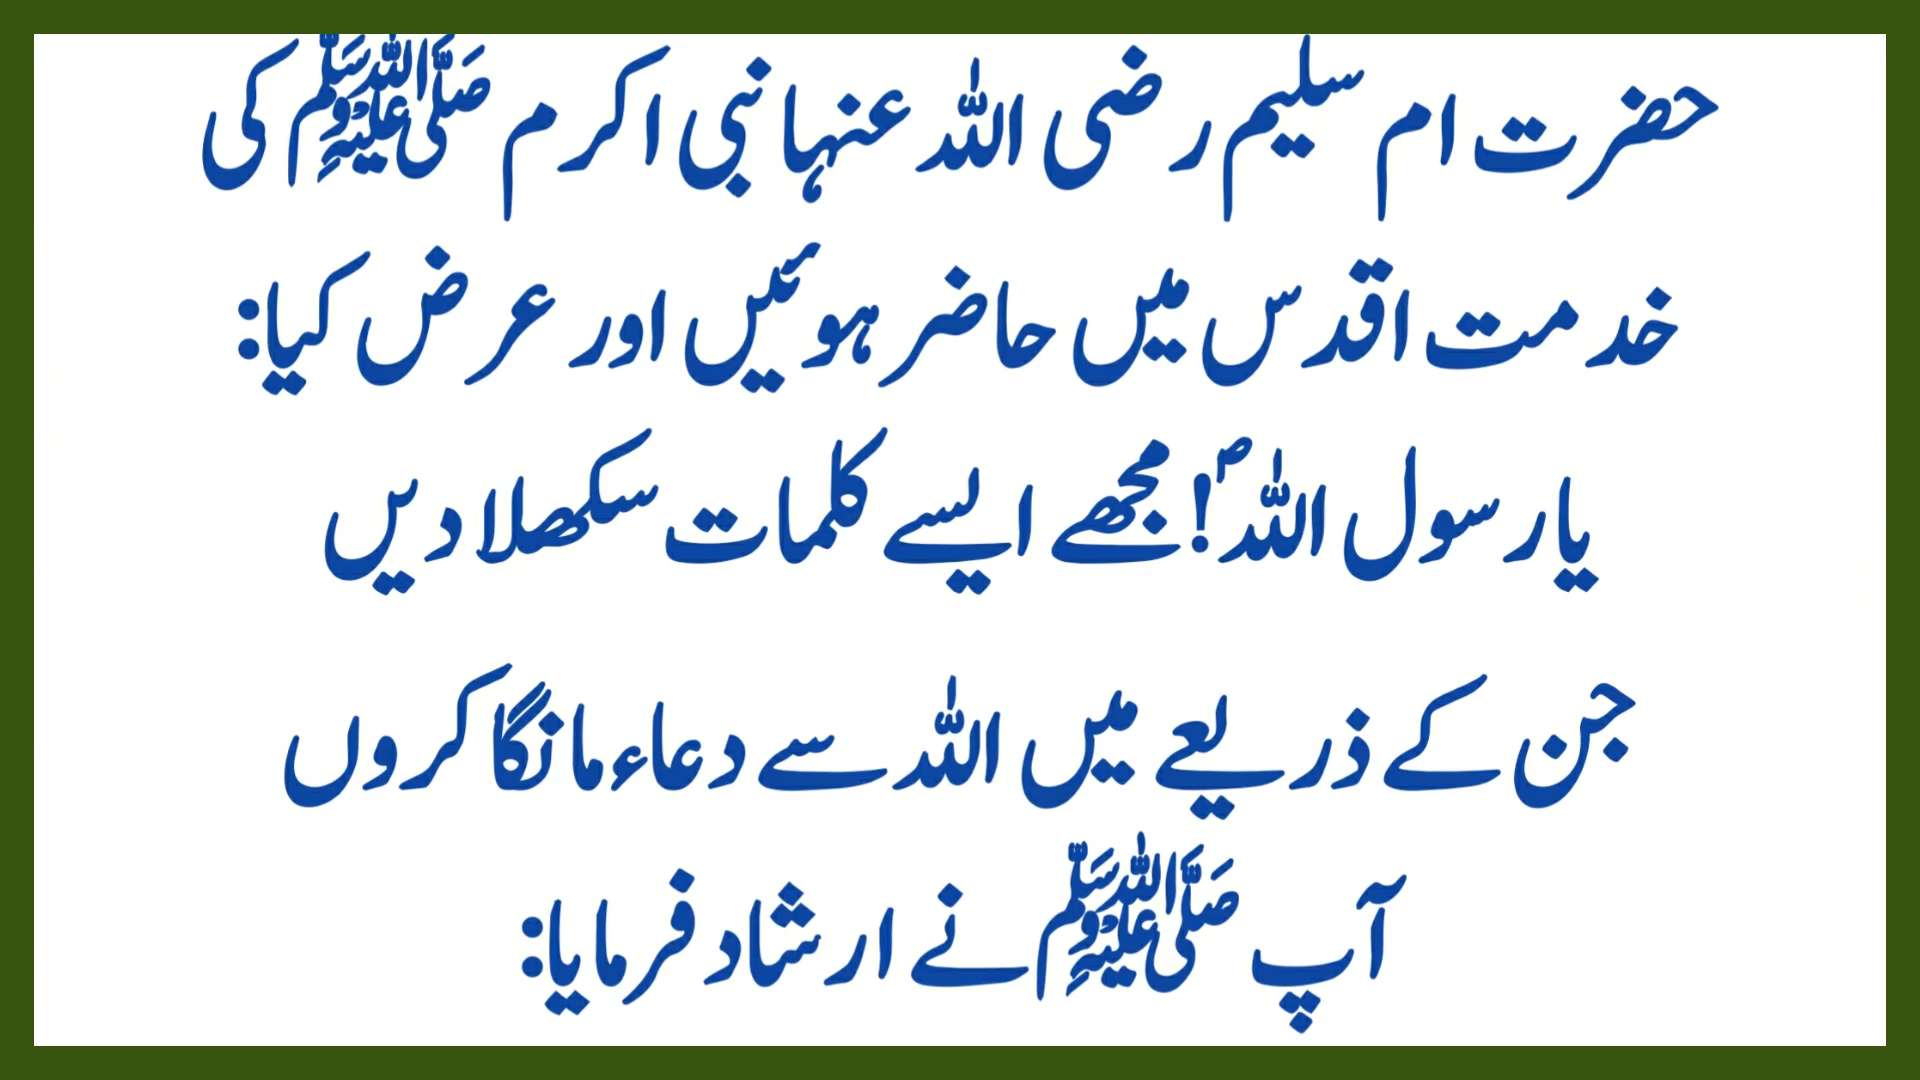 حضرت ام سلیم رضی اللہ عنہا نبی اکرم ﷺ کی
خدمت اقدس میں حاضر ہوئیں اور عرض کیا:
یا رسول اللہ ؐ! مجھے ایسے کلمات سکھلا دیں
جن کے ذریعے میں اللہ سے دعاء مانگا کروں
آپ ﷺ نے ارشاد فرمایا: